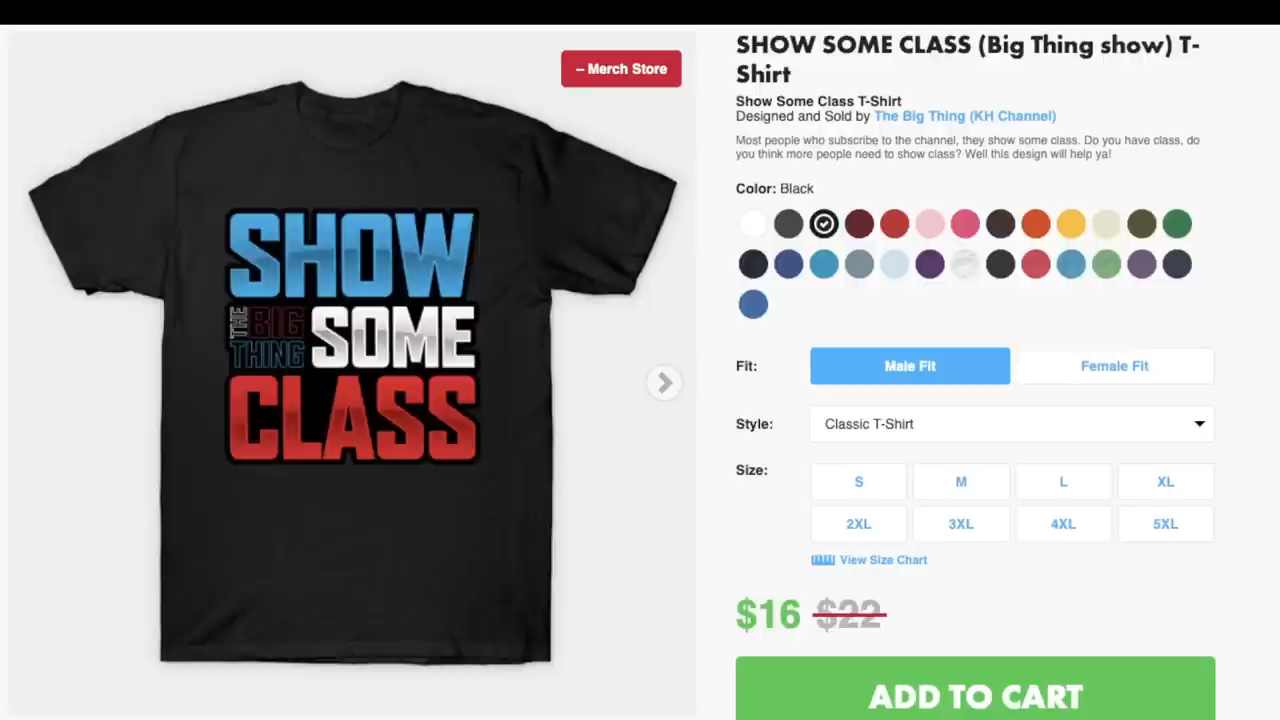 – Merch Store
SHOW
THE BIG THING SOME
CLASS
SHOW SOME CLASS (Big Thing show) T-
Shirt
Show Some Class T-Shirt
Designed and Sold by The Big Thing (KH Channel)
Most people who subscribe to the channel, they show some class. Do you have class, do
you think more people need to show class? Well this design will help ya!
Color: Black
Fit: Male Fit Female Fit
Style: Classic T-Shirt
Size: S M L XL
2XL 3XL 4XL 5XL
View Size Chart
$16 $22
ADD TO CART